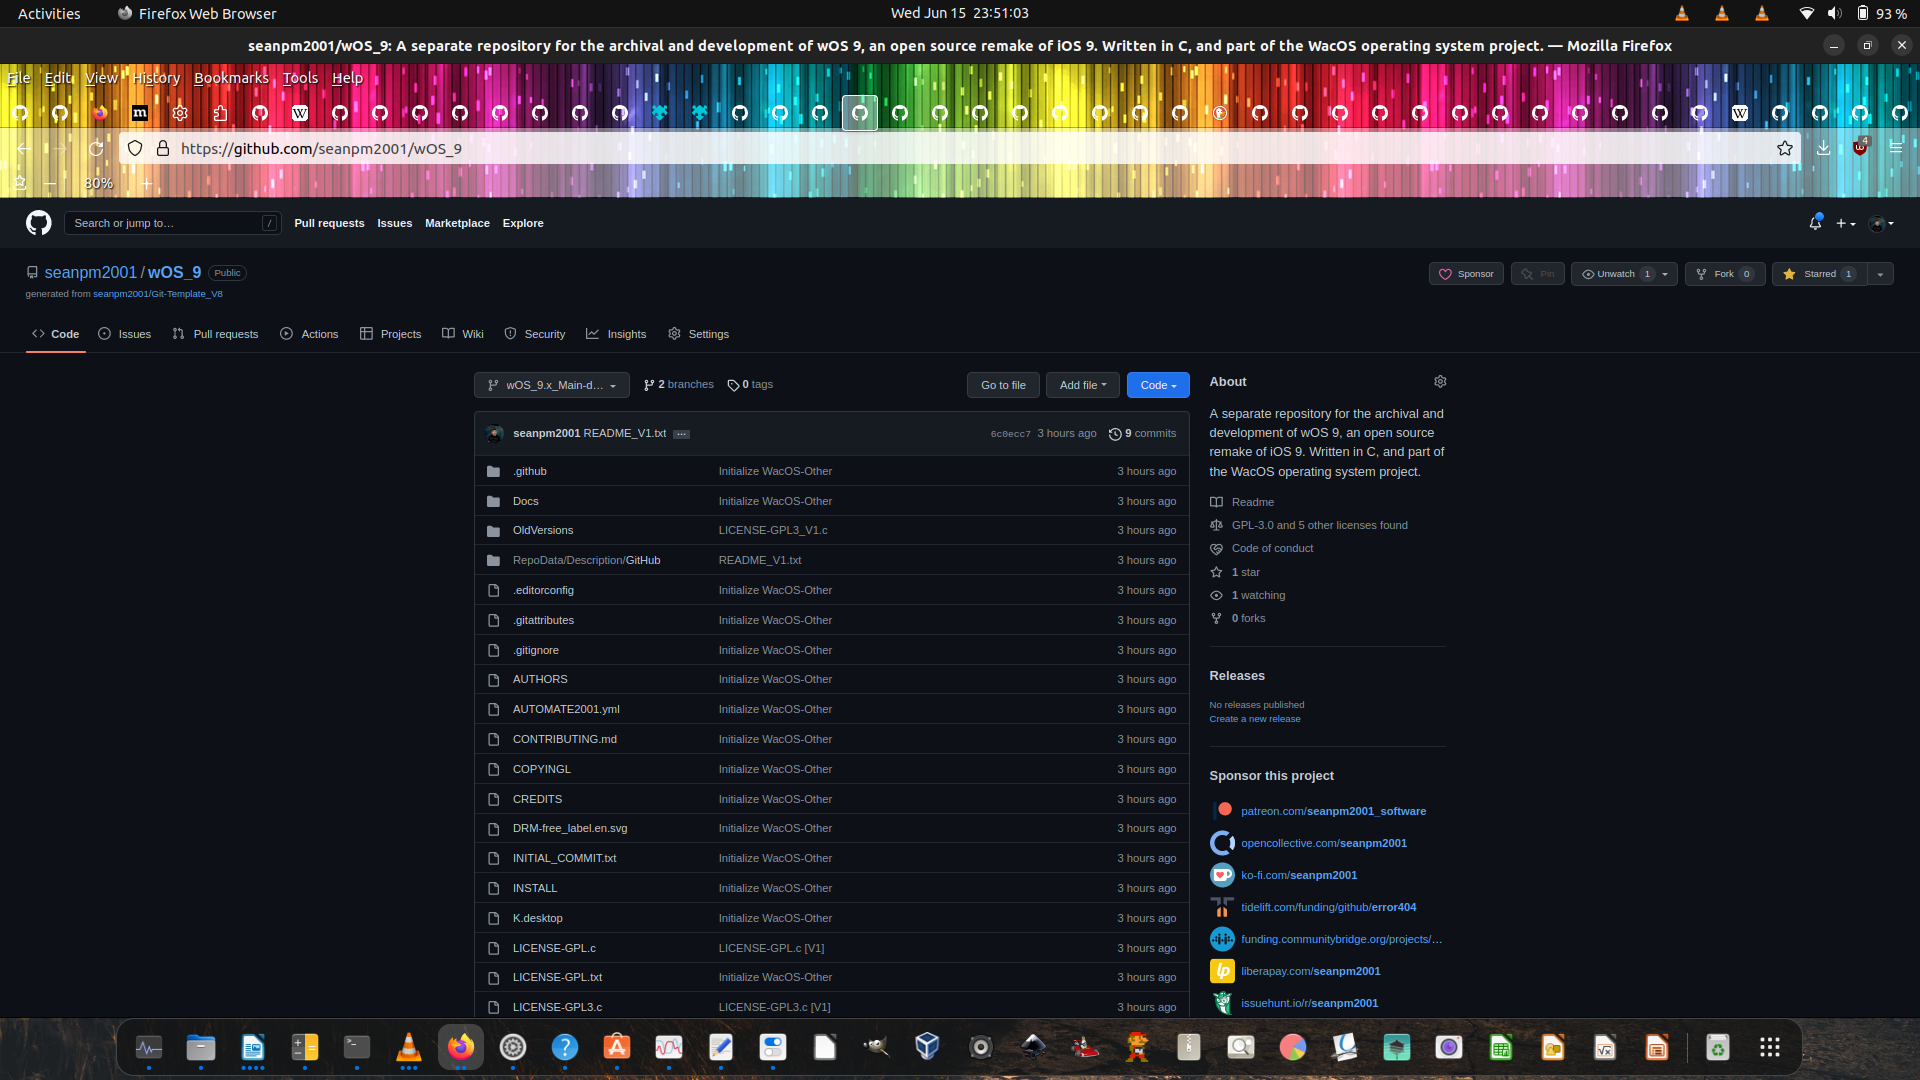 Activities
Firefox Web Browser
Wed Jun 15 23:51:03
93 %
seanpm2001/wOS_9: A separate repository for the archival and development of wOS 9, an open source remake of iOS 9. Written in C, and part of the WacOS operating system project. — Mozilla Firefox
File Edit View History Bookmarks Tools Help
https://github.com/seanpm2001/wOS_9
4
80%
Search or jump to… /
Pull requests Issues Marketplace Explore
seanpm2001 / wOS_9 Public
generated from seanpm2001/Git-Template_V8
Sponsor Pin Unwatch 1 Fork 0 Starred 1
Code Issues Pull requests Actions Projects Wiki Security Insights Settings
wOS_9.x_Main-d… 2 branches 0 tags Go to file Add file Code
seanpm2001 README_V1.txt … 6c0ecc7 3 hours ago 9 commits
.github Initialize WacOS-Other 3 hours ago
Docs Initialize WacOS-Other 3 hours ago
OldVersions LICENSE-GPL3_V1.c 3 hours ago
RepoData/Description/GitHub README_V1.txt 3 hours ago
.editorconfig Initialize WacOS-Other 3 hours ago
.gitattributes Initialize WacOS-Other 3 hours ago
.gitignore Initialize WacOS-Other 3 hours ago
AUTHORS Initialize WacOS-Other 3 hours ago
AUTOMATE2001.yml Initialize WacOS-Other 3 hours ago
CONTRIBUTING.md Initialize WacOS-Other 3 hours ago
COPYINGL Initialize WacOS-Other 3 hours ago
CREDITS Initialize WacOS-Other 3 hours ago
DRM-free_label.en.svg Initialize WacOS-Other 3 hours ago
INITIAL_COMMIT.txt Initialize WacOS-Other 3 hours ago
INSTALL Initialize WacOS-Other 3 hours ago
K.desktop Initialize WacOS-Other 3 hours ago
LICENSE-GPL.c LICENSE-GPL.c [V1] 3 hours ago
LICENSE-GPL.txt Initialize WacOS-Other 3 hours ago
LICENSE-GPL3.c LICENSE-GPL3.c [V1] 3 hours ago
About
A separate repository for the archival and
development of wOS 9, an open source
remake of iOS 9. Written in C, and part of
the WacOS operating system project.
Readme
GPL-3.0 and 5 other licenses found
Code of conduct
1 star
1 watching
0 forks
Releases
No releases published
Create a new release
Sponsor this project
patreon.com/seanpm2001_software
opencollective.com/seanpm2001
ko-fi.com/seanpm2001
tidelift.com/funding/github/error404
funding.communitybridge.org/projects/…
liberapay.com/seanpm2001
issuehunt.io/r/seanpm2001